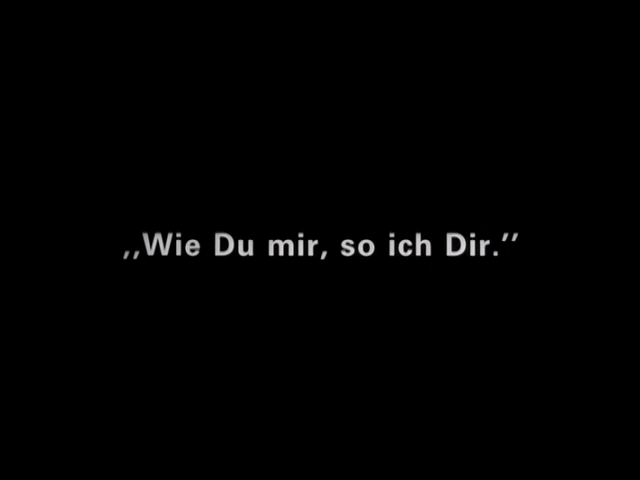 ,,Wie Du mir, so ich Dir.’’